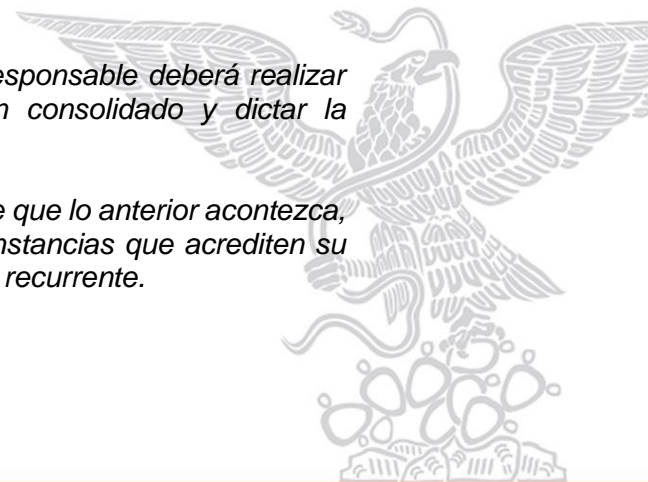 esponsable deberá realizar
consolidado y dictar la
que lo anterior acontezca,
nstancias que acrediten su
recurrente.